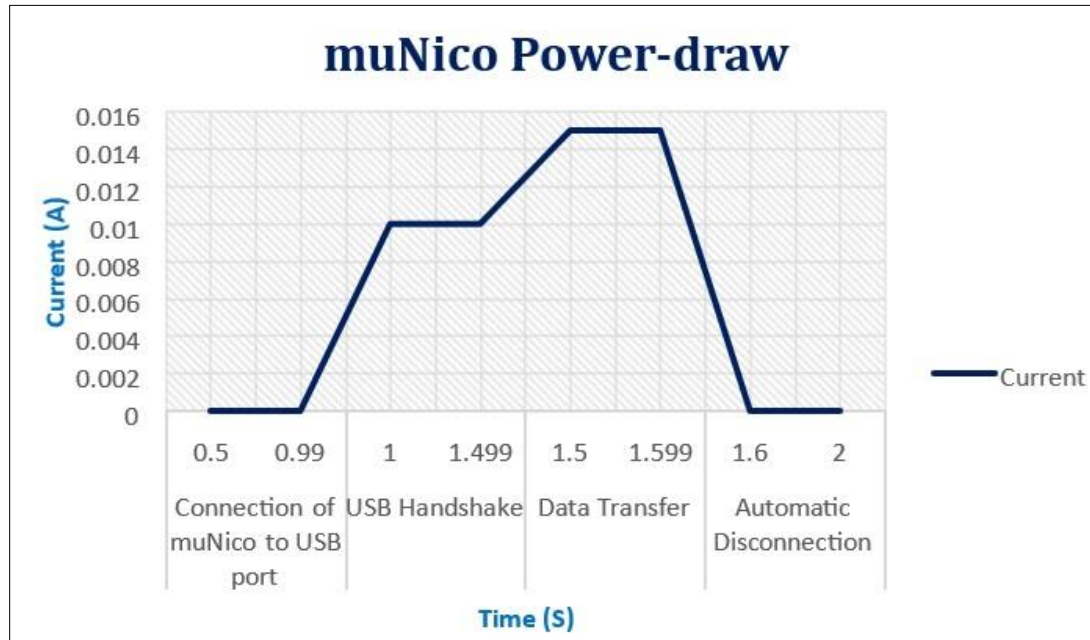 muNico Power-draw
0.016
0.014
0.012
0.01
0.008
0.006
0.004
0.002
0
Current (A)
0.5 0.99 1 1.499 1.5 1.599 1.6 2
Connection of muNico to USB port
USB Handshake
Data Transfer
Automatic Disconnection
Time (S)
Current